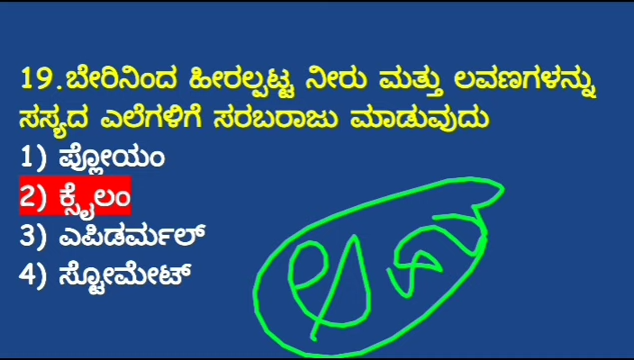 19.ಬೇರಿನಿಂದ ಹೀರಲ್ಪಟ್ಟ ನೀರು ಮತ್ತು ಲವಣಗಳನ್ನು
ಸಸ್ಯದ ಎಲೆಗಳಿಗೆ ಸರಬರಾಜು ಮಾಡುವುದು
1) ಪ್ಲೋಯಂ
2) ಕ್ಸೈಲಂ
3) ಎಪಿಡರ್ಮಲ್
4) ಸ್ಟೋಮೇಟ್